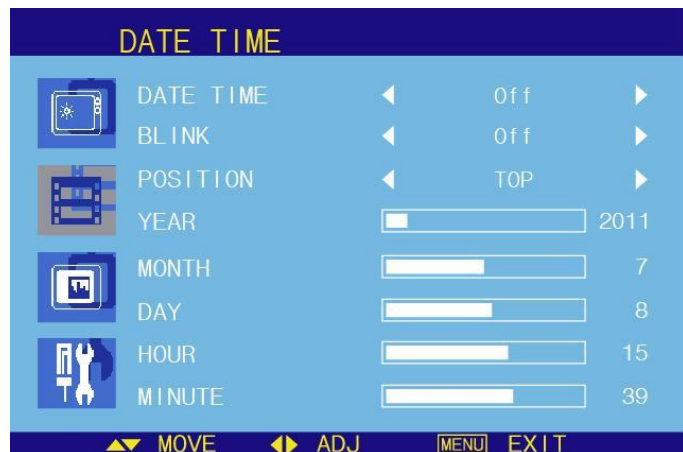 DATE TIME
DATE TIME Off
BLINK Off
POSITION TOP
YEAR 2011
MONTH 7
DAY 8
HOUR 15
MINUTE 39
MOVE ADJ MENU EXIT